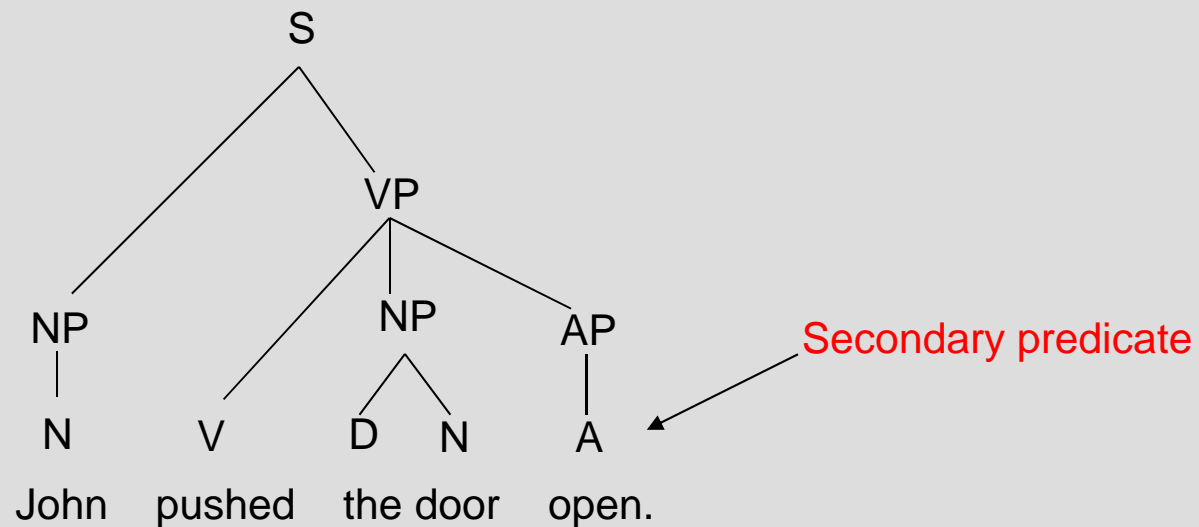 S
VP
NP NP AP Secondary predicate
N V D N A
John pushed the door open.